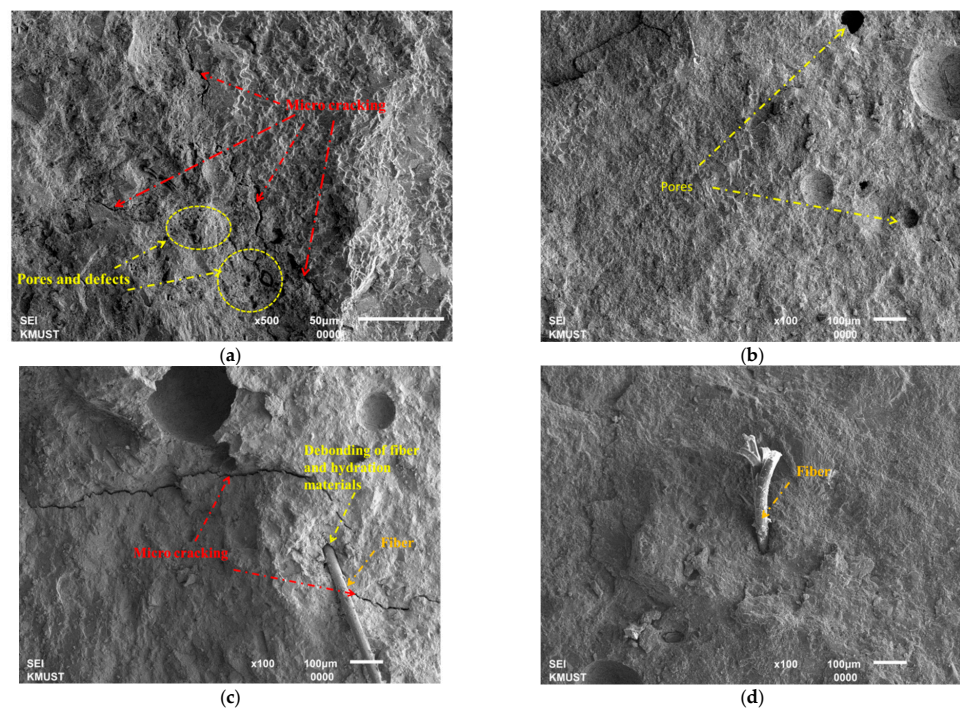 Micro cracking
Pores and defects
SEI x500 50μm
KMUST 0000
(a)
Pores
SEI x100 100μm
KMUST 0000
(b)
Debonding of fiber
and hydration
materials
Fiber
Micro cracking
SEI x100 100μm
KMUST 0000
(c)
Fiber
SEI x100 100μm
KMUST 0000
(d)